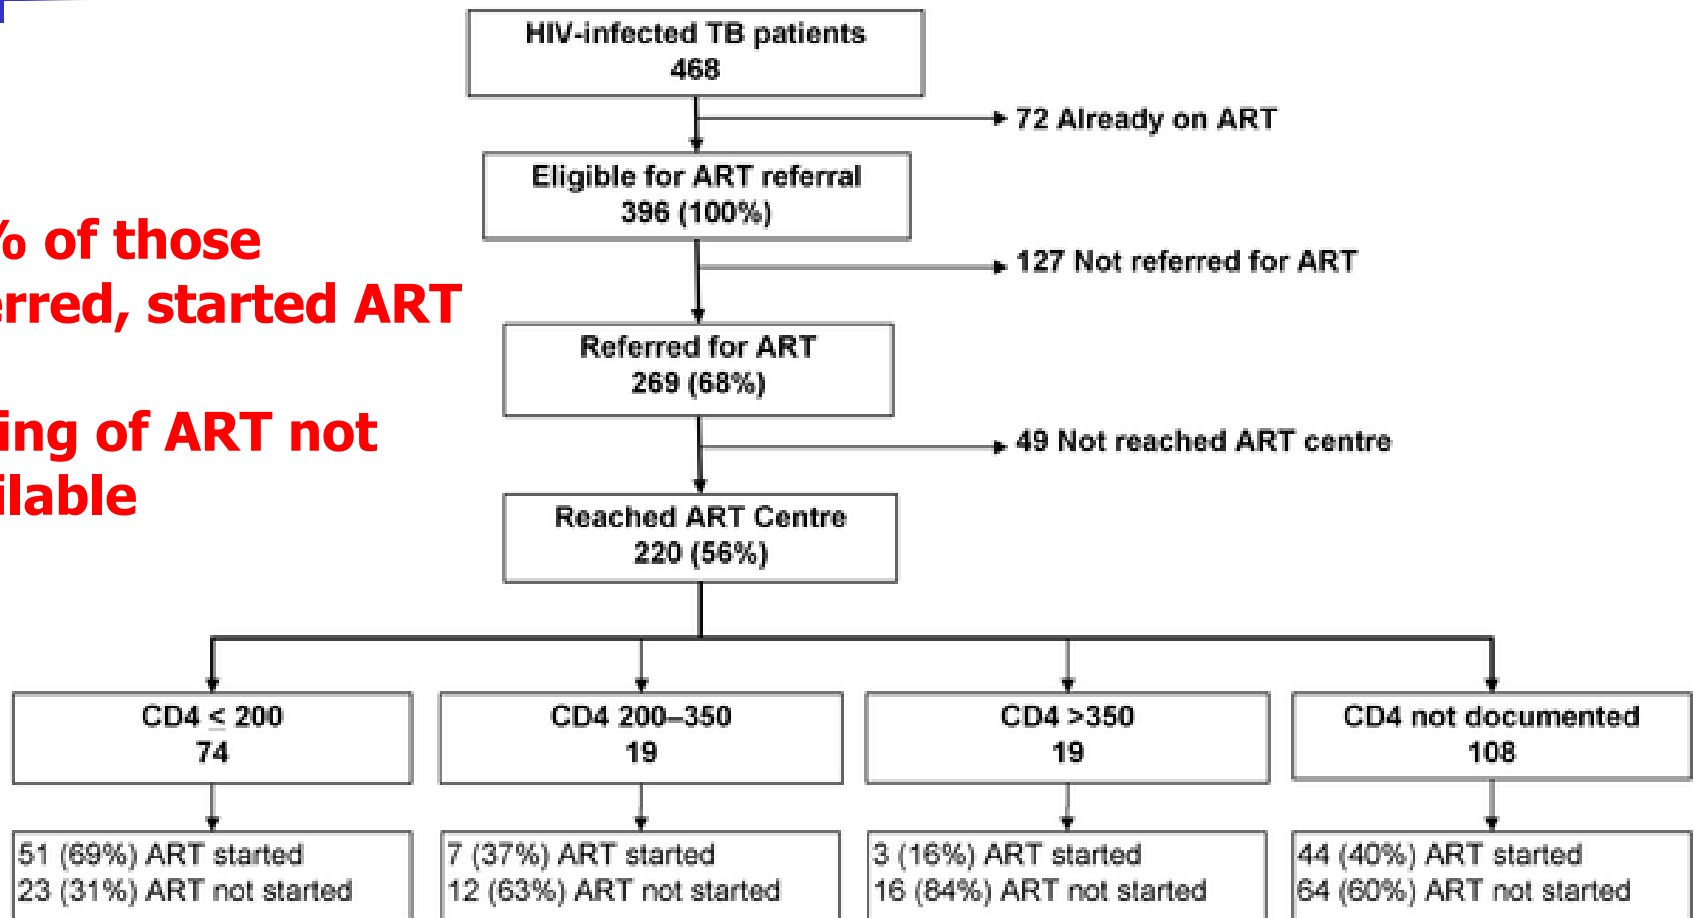 HIV-infected TB patients
468
72 Already on ART
Eligible for ART referral
396 (100%)
% of those
erred, started ART
127 Not referred for ART
Referred for ART
269 (68%)
ing of ART not
ilable
49 Not reached ART centre
Reached ART Centre
220 (56%)
CD4 ≤ 200
74
CD4 200–350
19
CD4 >350
19
CD4 not documented
108
51 (69%) ART started
23 (31%) ART not started
7 (37%) ART started
12 (63%) ART not started
3 (16%) ART started
16 (84%) ART not started
44 (40%) ART started
64 (60%) ART not started